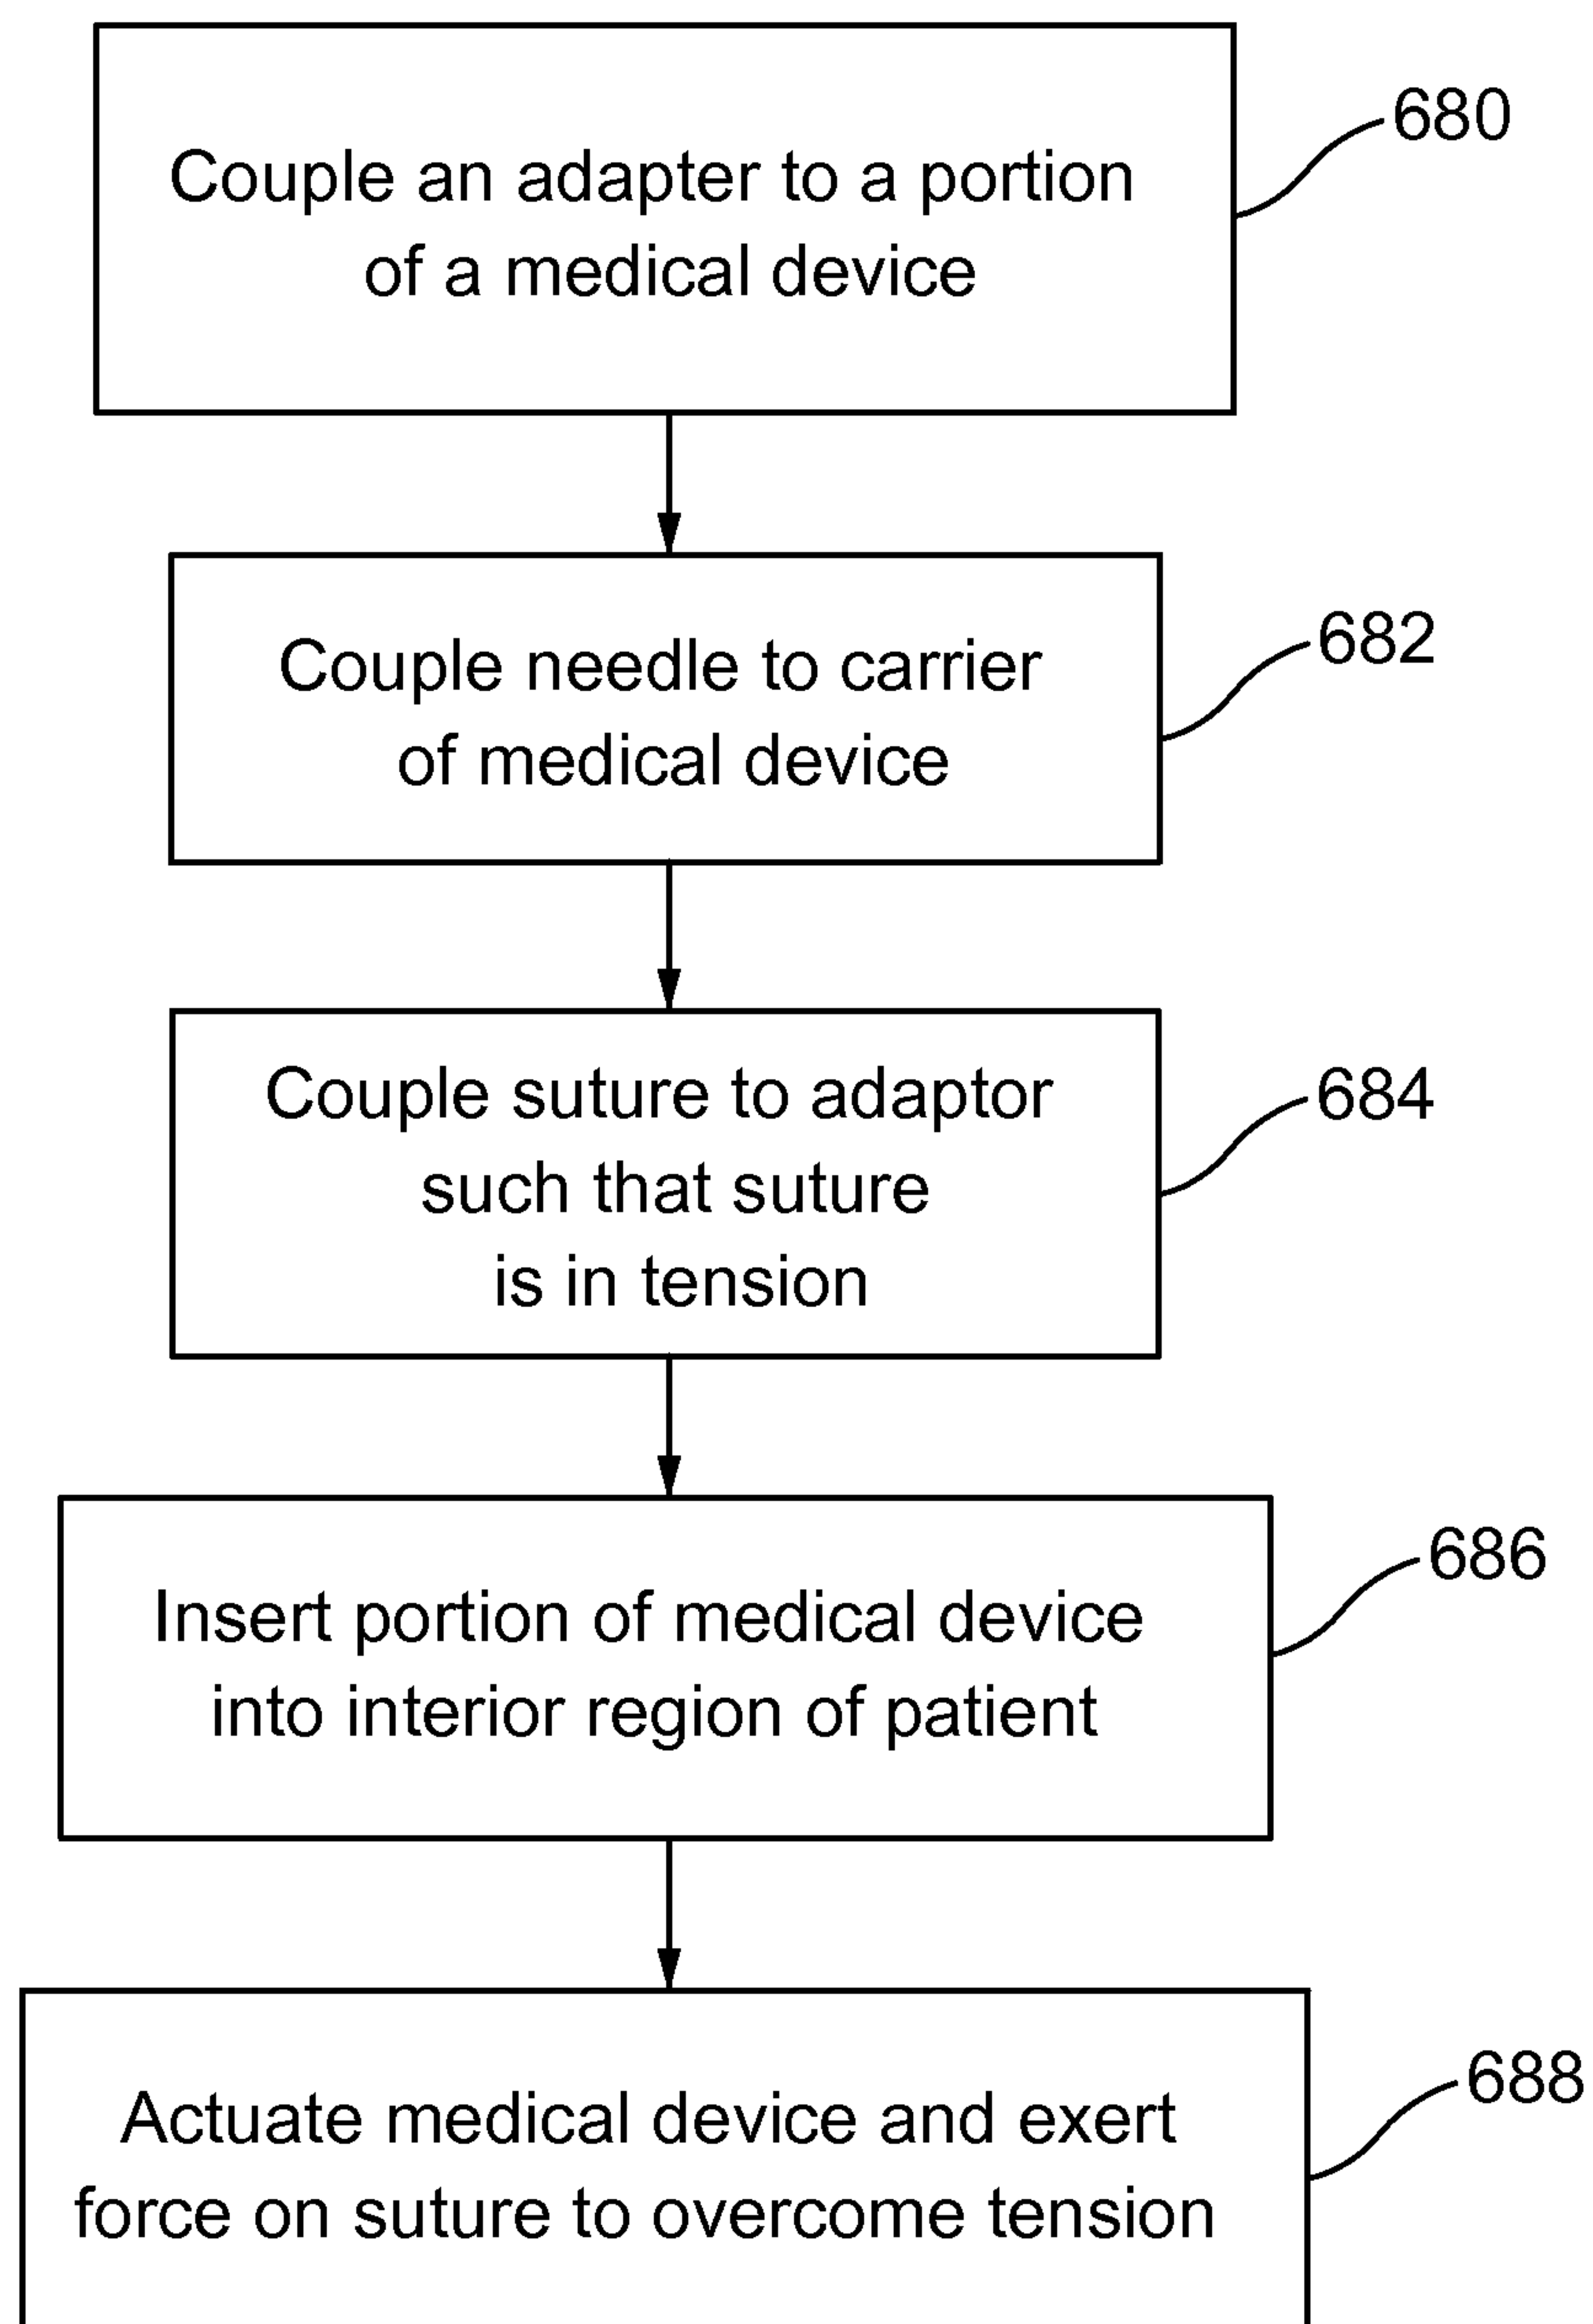 Couple an adapter to a portion
of a medical device
680
Couple needle to carrier
of medical device
682
Couple suture to adaptor
such that suture
is in tension
684
Insert portion of medical device
into interior region of patient
686
Actuate medical device and exert
force on suture to overcome tension
688